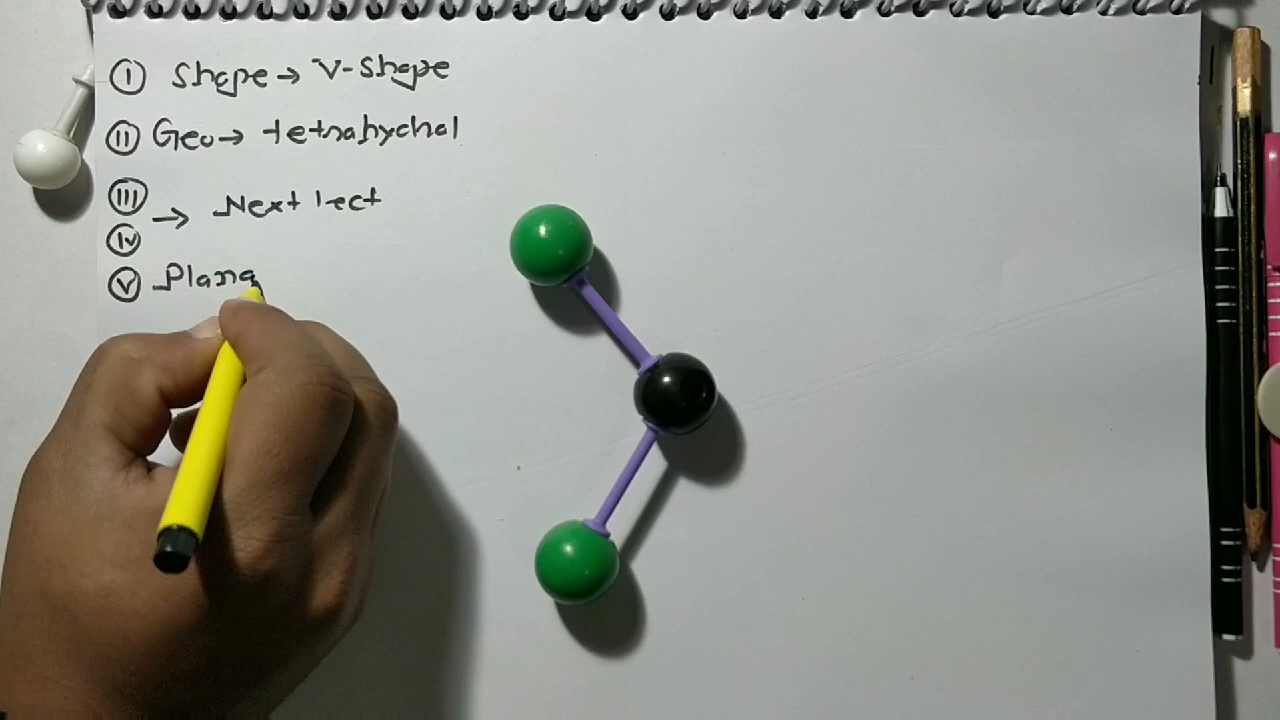 (I) Shape → V-Shape
(II) Geo → tetrahychal
(III) → Next lect
(IV)
(V) Plana